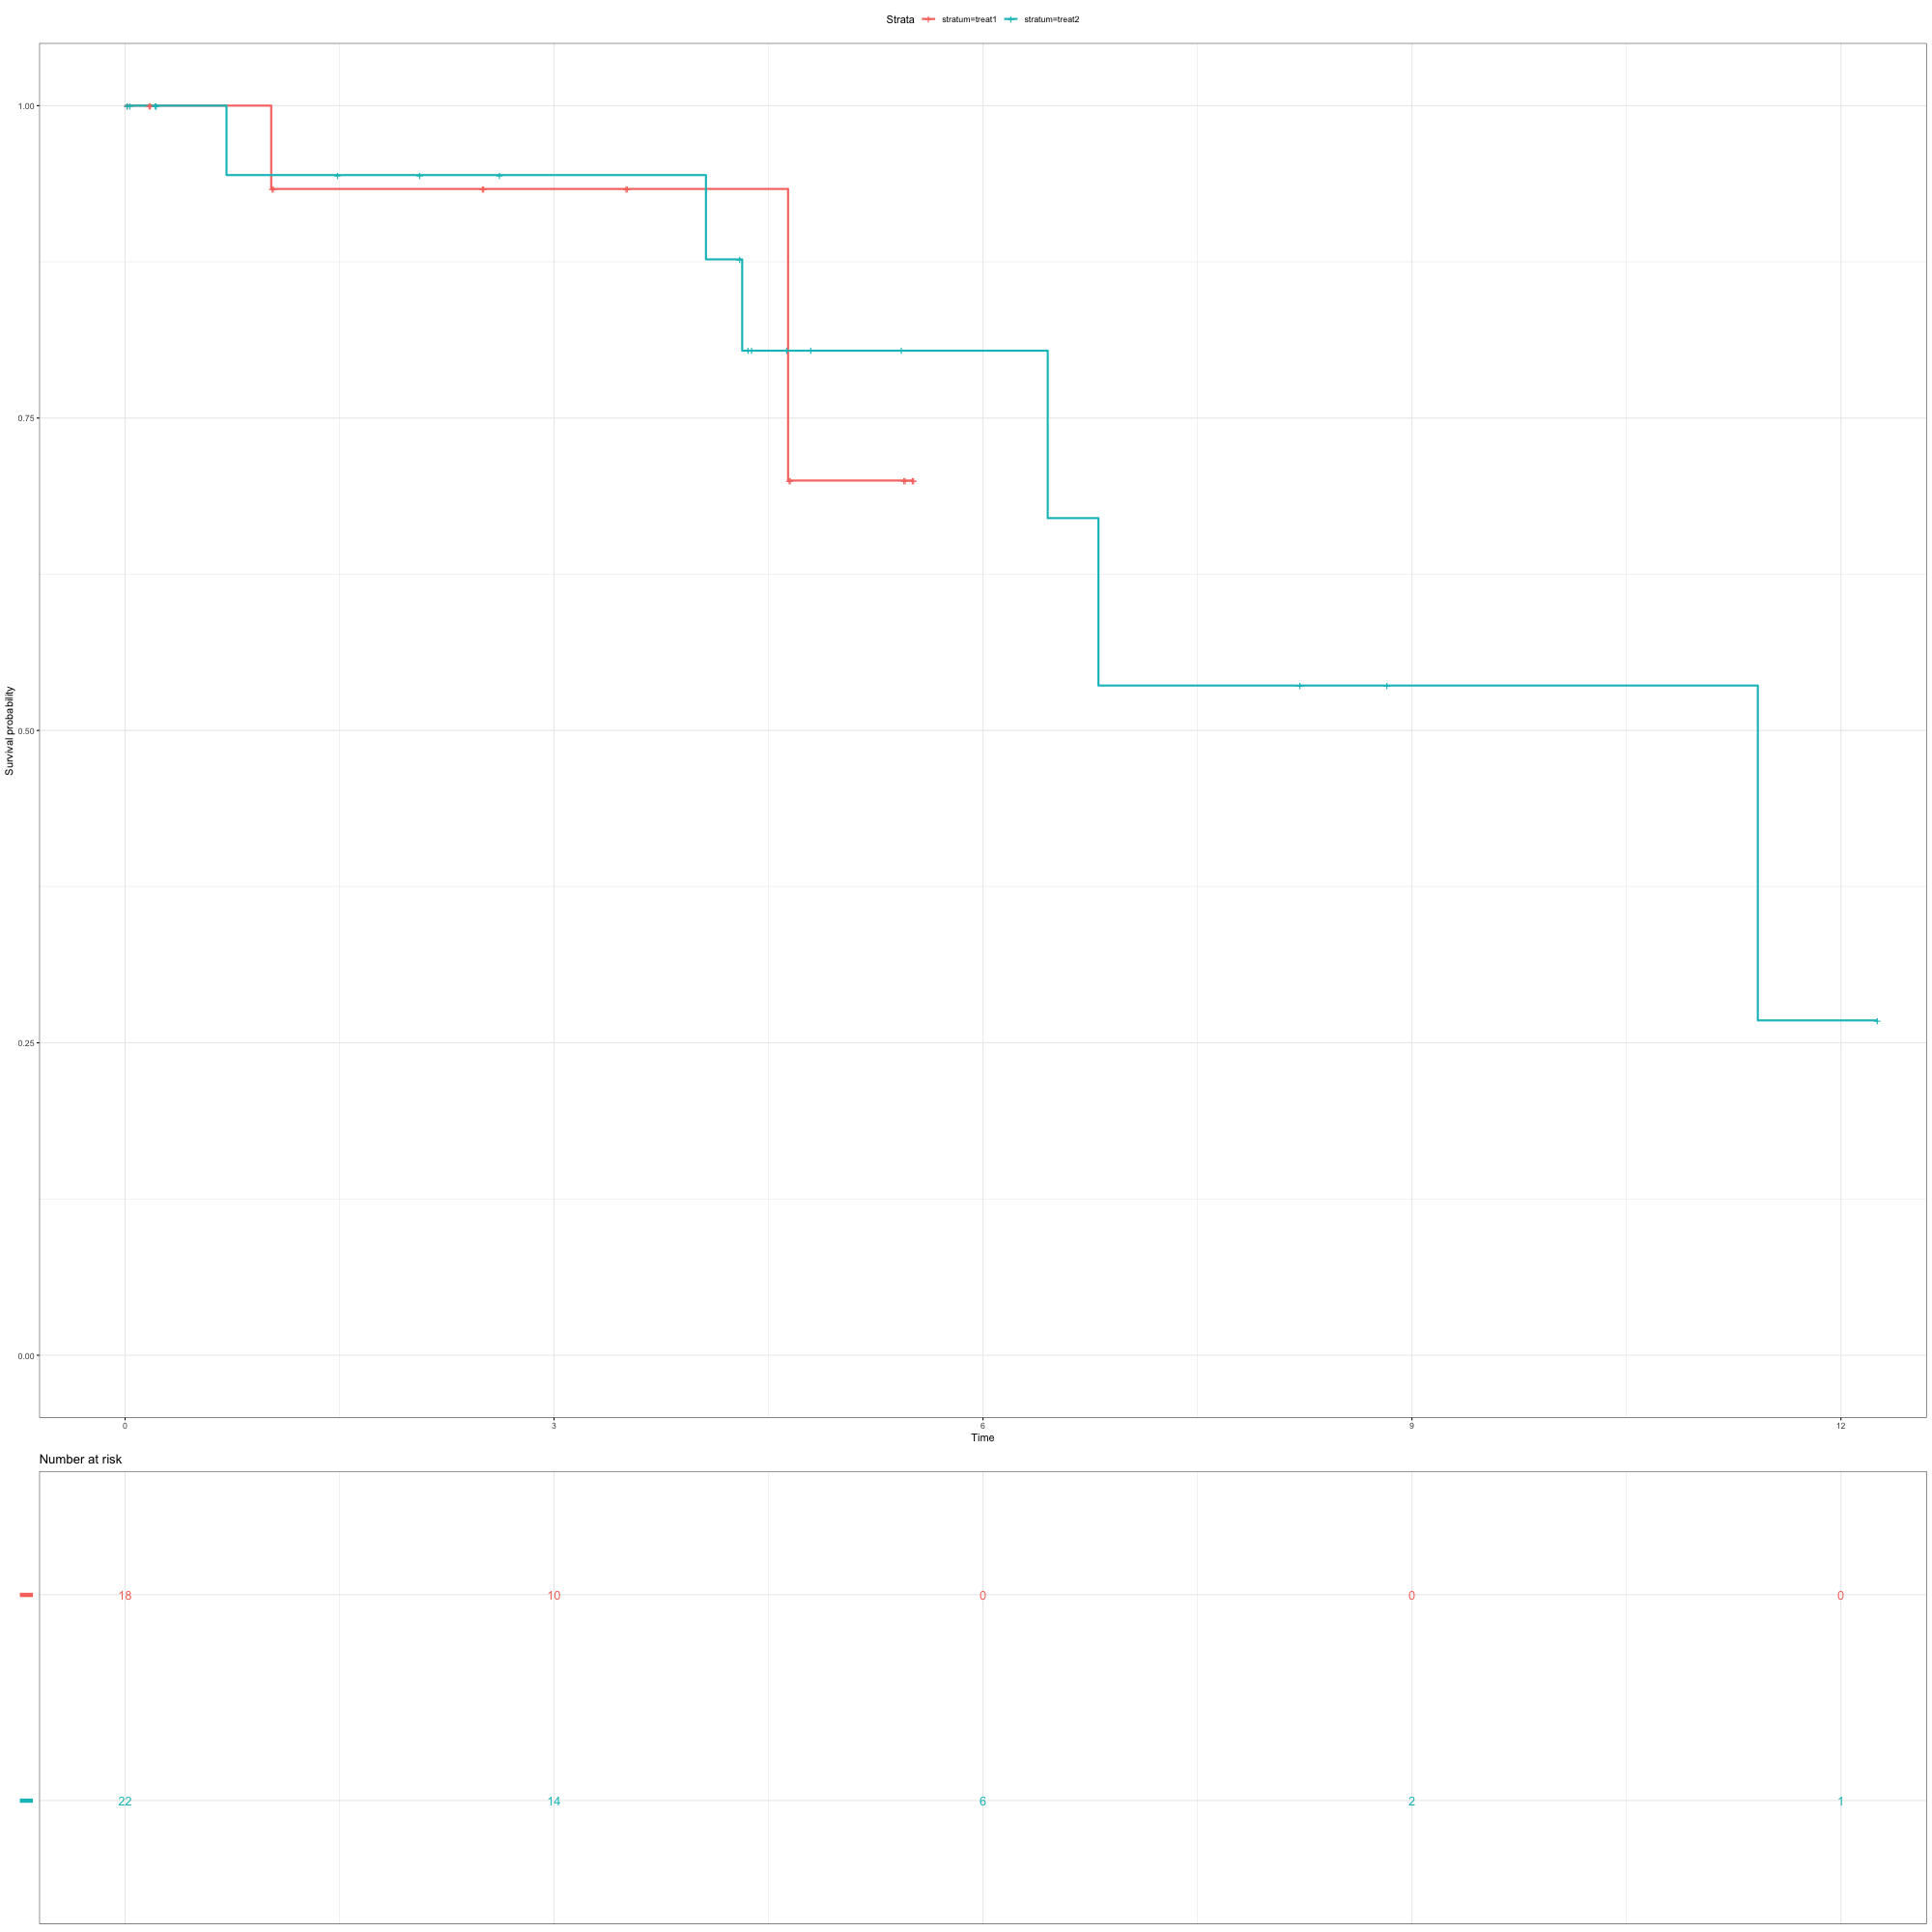 Strata stratum=treat1 stratum=treat2
1.00
0.75
0.50
0.25
0.00
Survival probability
0 3 6 9 12
Time
Number at risk
18 10 0 0 0
22 14 6 2 1